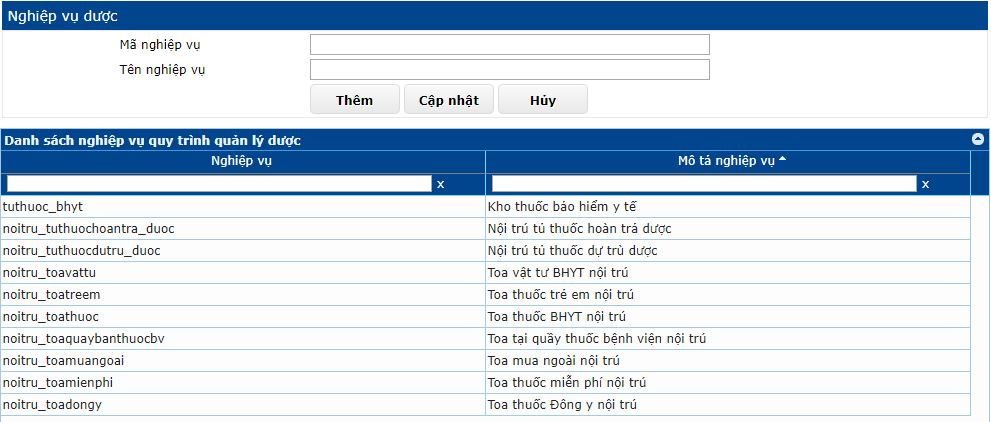 Nghiệp vụ dược
Mã nghiệp vụ
Tên nghiệp vụ
Thêm Cập nhật Hủy
Danh sách nghiệp vụ quy trình quản lý dược
Nghiệp vụ Mô tả nghiệp vụ
x x
tuthuoc_bhyt Kho thuốc bảo hiểm y tế
noitru_tuthuochoantra_duoc Nội trú tủ thuốc hoàn trả dược
noitru_tuthuocdutru_duoc Nội trú tủ thuốc dự trù dược
noitru_toavattu Toa vật tư BHYT nội trú
noitru_toatreem Toa thuốc trẻ em nội trú
noitru_toathuoc Toa thuốc BHYT nội trú
noitru_toaquaybanthuocbv Toa tại quầy thuốc bệnh viện nội trú
noitru_toamuangoai Toa mua ngoài nội trú
noitru_toamienphi Toa thuốc miễn phí nội trú
noitru_toadongy Toa thuốc Đông y nội trú